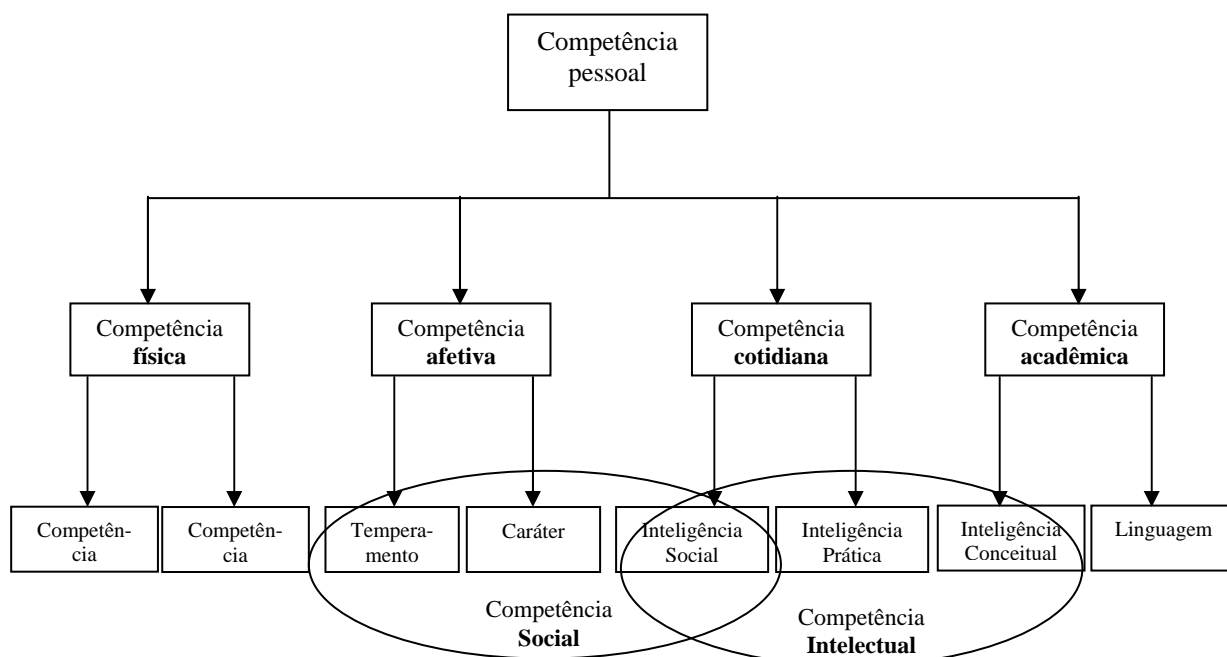 Competência
pessoal
Competência
física
Competência
afetiva
Competência
cotidiana
Competência
acadêmica
Competên-
cia
Competên-
cia
Tempera-
mento
Caráter
Inteligência
Social
Inteligência
Prática
Inteligência
Conceitual
Linguagem
Competência
Social
Competência
Intelectual